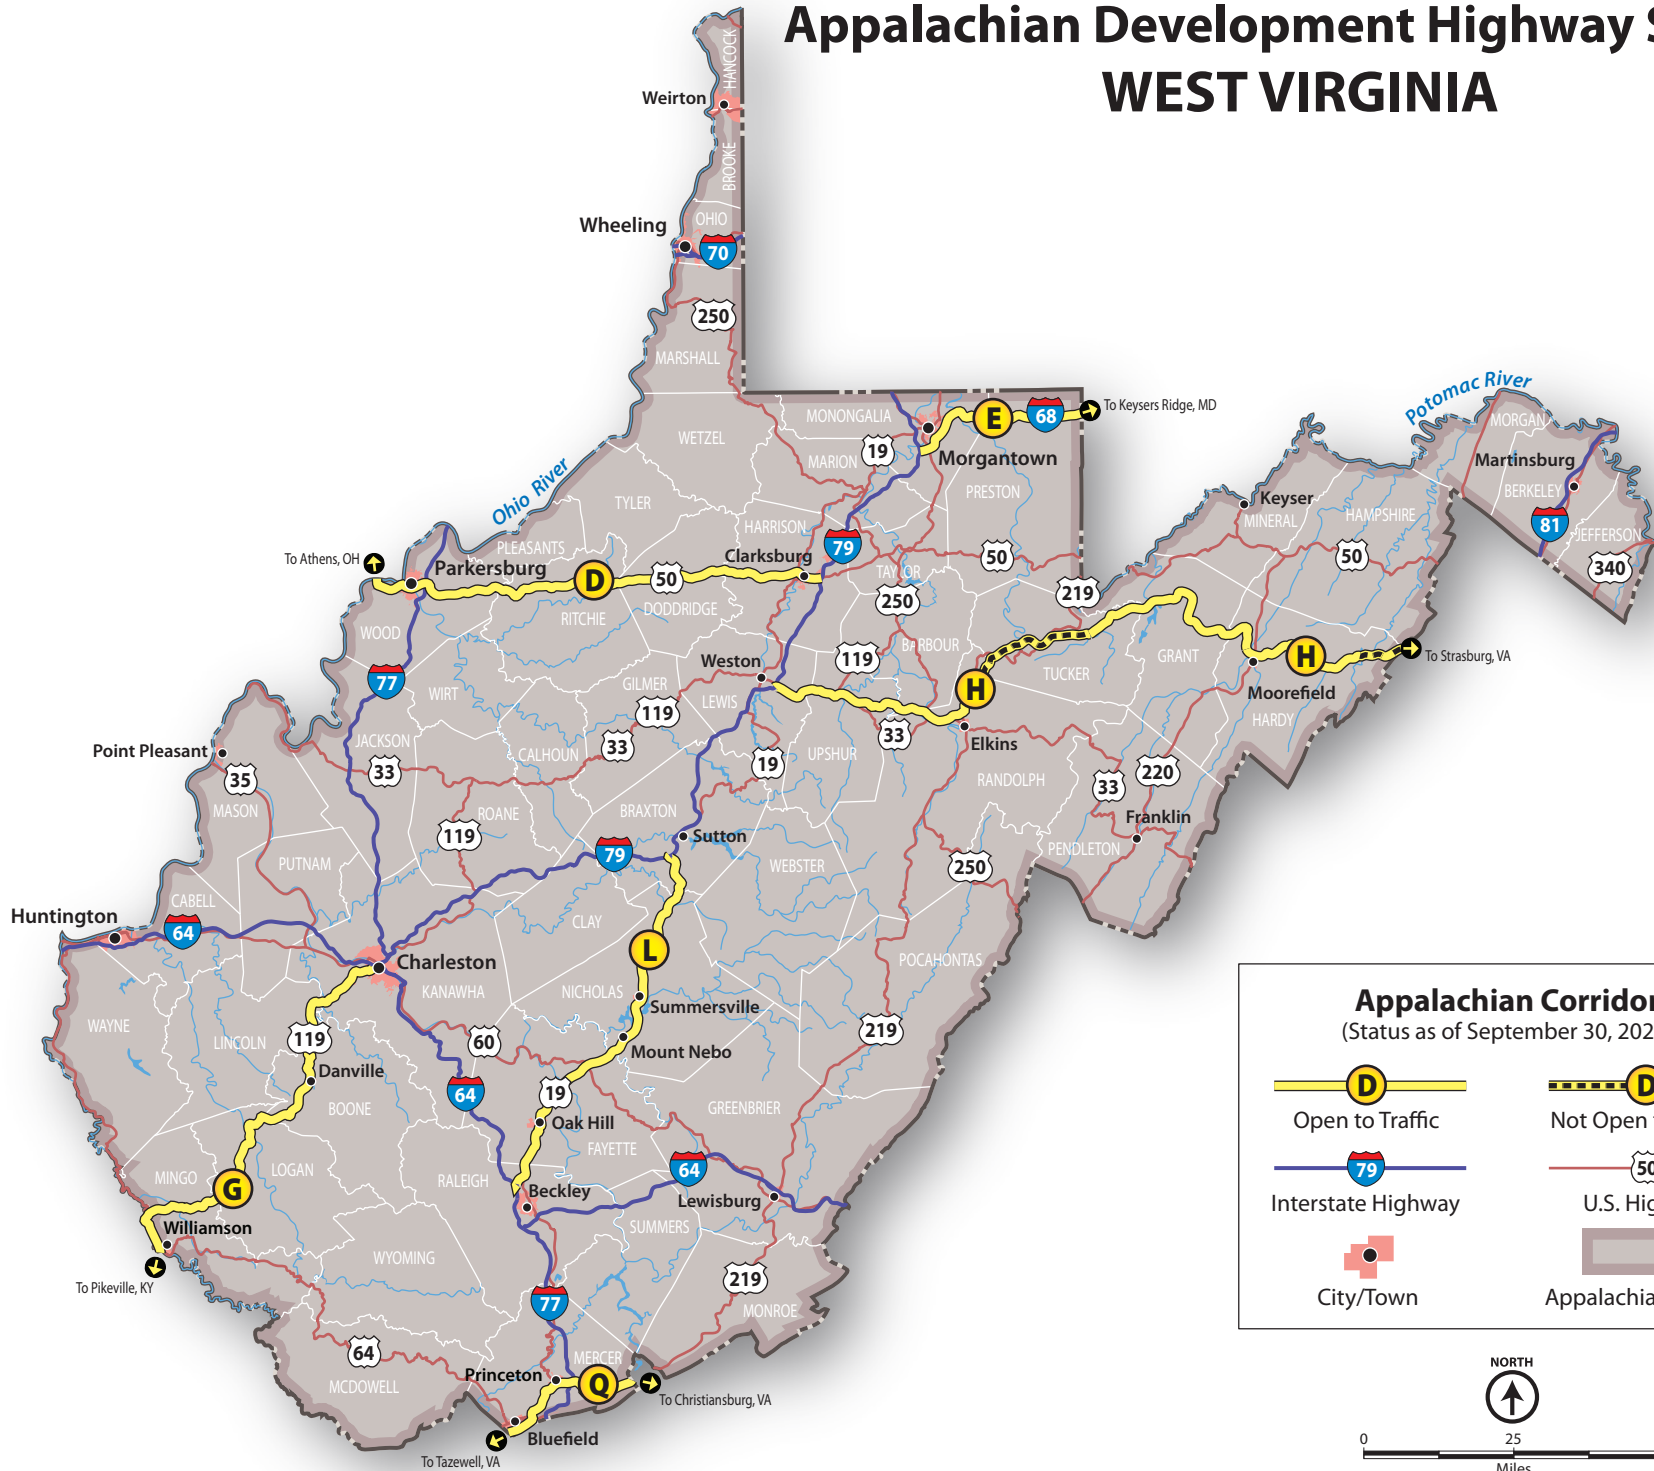 Appalachian Development Highway S
WEST VIRGINIA
HANCOCK
Weirton
BROOKE
OHIO
Wheeling
70
250
MARSHALL
WETZEL
MONONGALIA
E
68
To Keysers Ridge, MD
19
Morgantown
MARION
PRESTON
Potomac River
MORGAN
Martinsburg
BERKELEY
81
JEFFERSON
340
Keyser
MINERAL
HAMPSHIRE
50
Ohio River
TYLER
HARRISON
PLEASANTS
79
Clarksburg
To Athens, OH
Parkersburg
D
50
50
TAYLOR
219
250
DODDRIDGE
RITCHIE
WOOD
BARBOUR
119
Weston
H
TUCKER
GRANT
H
To Strasburg, VA
Moorefield
HARDY
77
WIRT
GILMER
119
LEWIS
33
Elkins
Point Pleasant
JACKSON
33
CALHOUN
33
19
UPSHUR
RANDOLPH
33
220
35
MASON
ROANE
119
BRAXTON
Franklin
Sutton
79
PENDLETON
250
WEBSTER
PUTNAM
CABELL
Huntington
64
CLAY
L
Charleston
KANAWHA
NICHOLAS
POCAHONTAS
Summersville
WAYNE
LINCOLN
119
60
219
Mount Nebo
Danville
64
19
BOONE
GREENBRIER
Oak Hill
FAYETTE
MINGO
G
LOGAN
RALEIGH
64
Beckley
Lewisburg
Williamson
SUMMERS
WYOMING
To Pikeville, KY
219
77
MONROE
64
MERCER
Princeton
Q
MCDOWELL
To Christiansburg, VA
Bluefield
To Tazewell, VA
Appalachian Corridor
(Status as of September 30, 202
D
D
Open to Traffic
Not Open
79
50
Interstate Highway
U.S. Hig
City/Town
Appalachia
NORTH
0
25
Miles